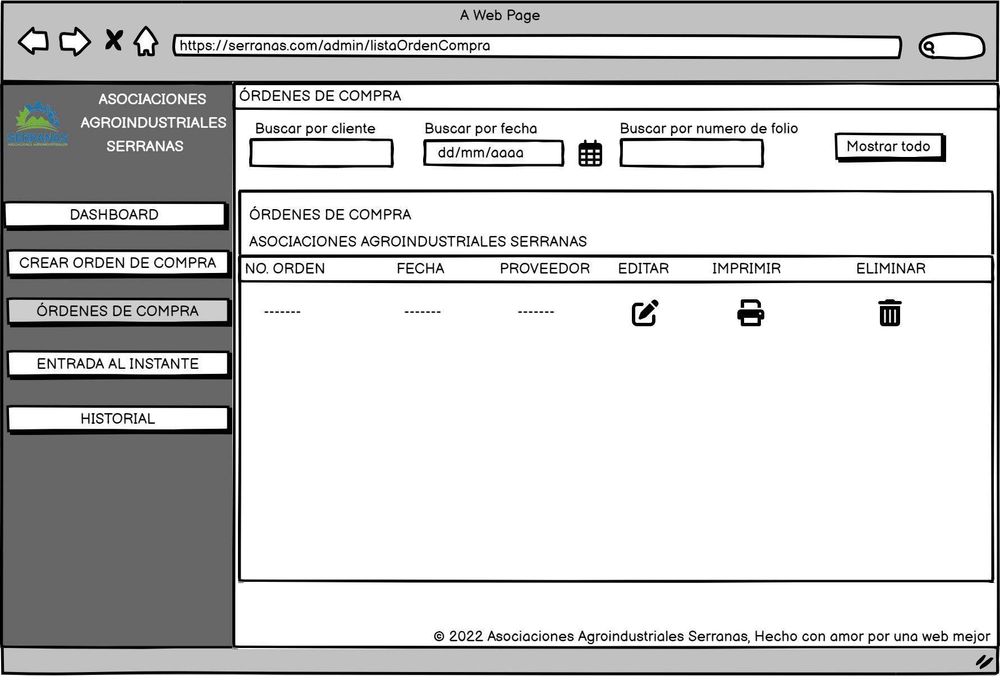 A Web Page
https://serranas.com/admin/listaOrdenCompra
SERRANAS
ASOCIACIONES AGROINDUSTRIALES
ASOCIACIONES
AGROINDUSTRIALES
SERRANAS
DASHBOARD
CREAR ORDEN DE COMPRA
ÓRDENES DE COMPRA
ENTRADA AL INSTANTE
HISTORIAL
ÓRDENES DE COMPRA
Buscar por cliente
Buscar por fecha
dd/mm/aaaa
Buscar por numero de folio
Mostrar todo
ÓRDENES DE COMPRA
ASOCIACIONES AGROINDUSTRIALES SERRANAS
NO. ORDEN FECHA PROVEEDOR EDITAR IMPRIMIR ELIMINAR
------- ------- -------
© 2022 Asociaciones Agroindustriales Serranas, Hecho con amor por una web mejor